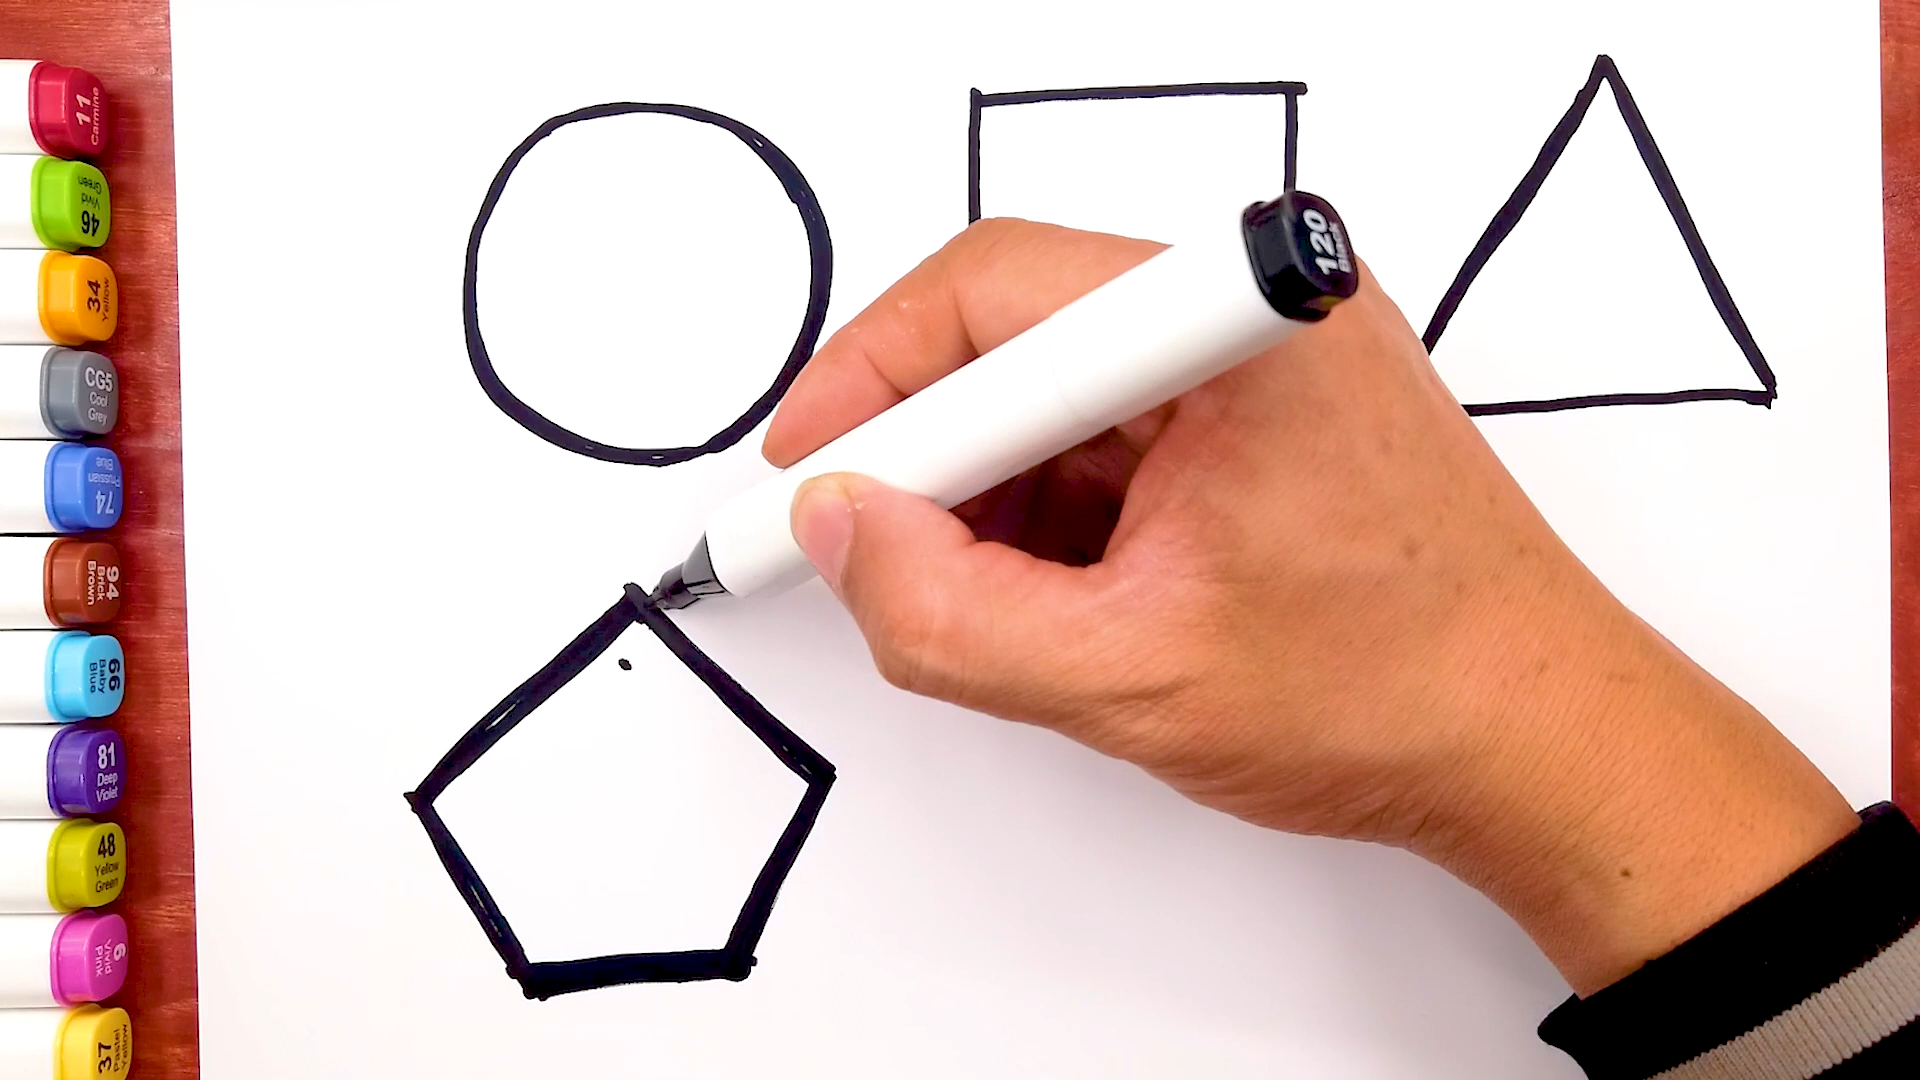 11
Carmine
46
Vivid
Green
34
Yellow
CG5
Cool
Grey
74
Prussian
Blue
94
Brick
Brown
66
Baby
Blue
81
Deep
Violet
48
Yellow
Green
6
Vivid
Pink
37
Pastel
Yellow
120
Black